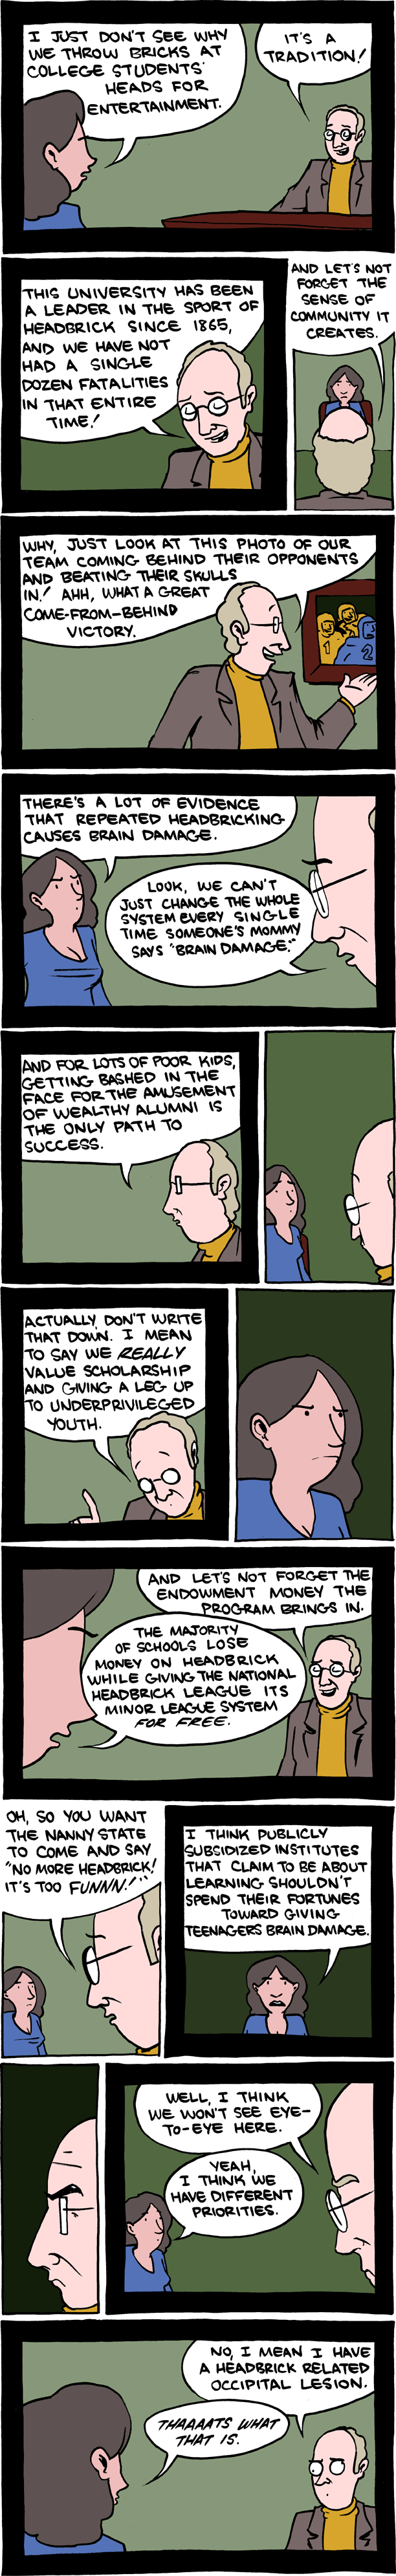 I JUST DON'T SEE WHY
WE THROW BRICKS AT
COLLEGE STUDENTS'
HEADS FOR
ENTERTAINMENT.
IT'S A
TRADITION!
THIS UNIVERSITY HAS BEEN
A LEADER IN THE SPORT OF
HEADBRICK SINCE 1865,
AND WE HAVE NOT
HAD A SINGLE
DOZEN FATALITIES
IN THAT ENTIRE
TIME!
AND LET'S NOT
FORGET THE
SENSE OF
COMMUNITY IT
CREATES.
WHY, JUST LOOK AT THIS PHOTO OF OUR
TEAM COMING BEHIND THEIR OPPONENTS
AND BEATING THEIR SKULLS
IN! AHH, WHAT A GREAT
COME-FROM-BEHIND
VICTORY.
1
2
THERE'S A LOT OF EVIDENCE
THAT REPEATED HEADBRICKING
CAUSES BRAIN DAMAGE.
LOOK, WE CAN'T
JUST CHANGE THE WHOLE
SYSTEM EVERY SINGLE
TIME SOMEONE'S MOMMY
SAYS "BRAIN DAMAGE."
AND FOR LOTS OF POOR KIDS,
GETTING BASHED IN THE
FACE FOR THE AMUSEMENT
OF WEALTHY ALUMNI IS
THE ONLY PATH TO
SUCCESS.
ACTUALLY, DON'T WRITE
THAT DOWN. I MEAN
TO SAY WE REALLY
VALUE SCHOLARSHIP
AND GIVING A LEG UP
TO UNDERPRIVILEGED
YOUTH.
AND LET'S NOT FORGET THE
ENDOWMENT MONEY THE
PROGRAM BRINGS IN.
THE MAJORITY
OF SCHOOLS LOSE
MONEY ON HEADBRICK
WHILE GIVING THE NATIONAL
HEADBRICK LEAGUE ITS
MINOR LEAGUE SYSTEM
FOR FREE.
OH, SO YOU WANT
THE NANNY STATE
TO COME AND SAY
"NO MORE HEADBRICK!
IT'S TOO FUNNN!"
I THINK PUBLICLY
SUBSIDIZED INSTITUTES
THAT CLAIM TO BE ABOUT
LEARNING SHOULDN'T
SPEND THEIR FORTUNES
TOWARD GIVING
TEENAGERS BRAIN DAMAGE.
WELL, I THINK
WE WON'T SEE EYE-
TO-EYE HERE.
YEAH,
I THINK WE
HAVE DIFFERENT
PRIORITIES.
NO, I MEAN I HAVE
A HEADBRICK RELATED
OCCIPITAL LESION.
THAAAATS WHAT
THAT IS.